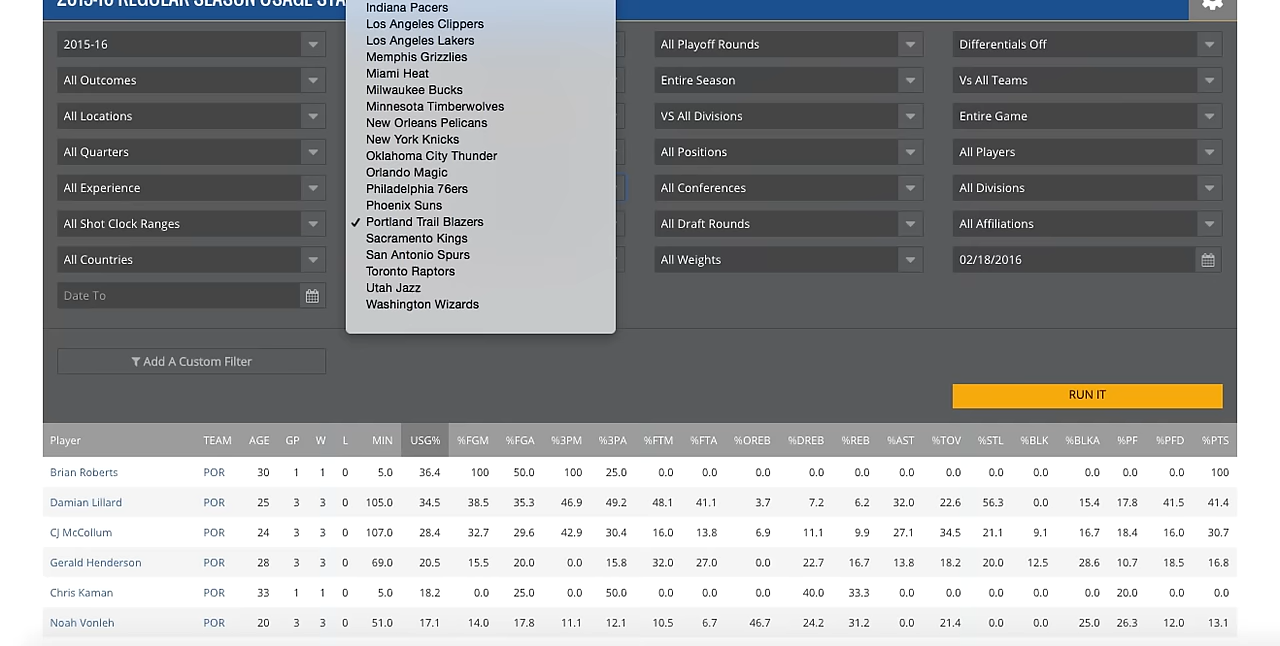 2015-16 REGULAR SEASON USAGE STA
Indiana Pacers
Los Angeles Clippers
Los Angeles Lakers
Memphis Grizzlies
Miami Heat
Milwaukee Bucks
Minnesota Timberwolves
New Orleans Pelicans
New York Knicks
Oklahoma City Thunder
Orlando Magic
Philadelphia 76ers
Phoenix Suns
✓ Portland Trail Blazers
Sacramento Kings
San Antonio Spurs
Toronto Raptors
Utah Jazz
Washington Wizards
2015-16 All Playoff Rounds Differentials Off
All Outcomes Entire Season Vs All Teams
All Locations VS All Divisions Entire Game
All Quarters All Positions All Players
All Experience All Conferences All Divisions
All Shot Clock Ranges All Draft Rounds All Affiliations
All Countries All Weights 02/18/2016
Date To
Add A Custom Filter
RUN IT
Player TEAM AGE GP W L MIN USG% %FGM %FGA %3PM %3PA %FTM %FTA %OREB %DREB %REB %AST %TOV %STL %BLK %BLKA %PF %PFD %PTS
Brian Roberts POR 30 1 1 0 5.0 36.4 100 50.0 100 25.0 0.0 0.0 0.0 0.0 0.0 0.0 0.0 0.0 0.0 0.0 0.0 0.0 100
Damian Lillard POR 25 3 3 0 105.0 34.5 38.5 35.3 46.9 49.2 48.1 41.1 3.7 7.2 6.2 32.0 22.6 56.3 0.0 15.4 17.8 41.5 41.4
CJ McCollum POR 24 3 3 0 107.0 28.4 32.7 29.6 42.9 30.4 16.0 13.8 6.9 11.1 9.9 27.1 34.5 21.1 9.1 16.7 18.4 16.0 30.7
Gerald Henderson POR 28 3 3 0 69.0 20.5 15.5 20.0 0.0 15.8 32.0 27.0 0.0 22.7 16.7 13.8 18.2 20.0 12.5 28.6 10.7 18.5 16.8
Chris Kaman POR 33 1 1 0 5.0 18.2 0.0 25.0 0.0 50.0 0.0 0.0 0.0 40.0 33.3 0.0 0.0 0.0 0.0 0.0 20.0 0.0 0.0
Noah Vonleh POR 20 3 3 0 51.0 17.1 14.0 17.8 11.1 12.1 10.5 6.7 46.7 24.2 31.2 0.0 21.4 0.0 0.0 25.0 26.3 12.0 13.1